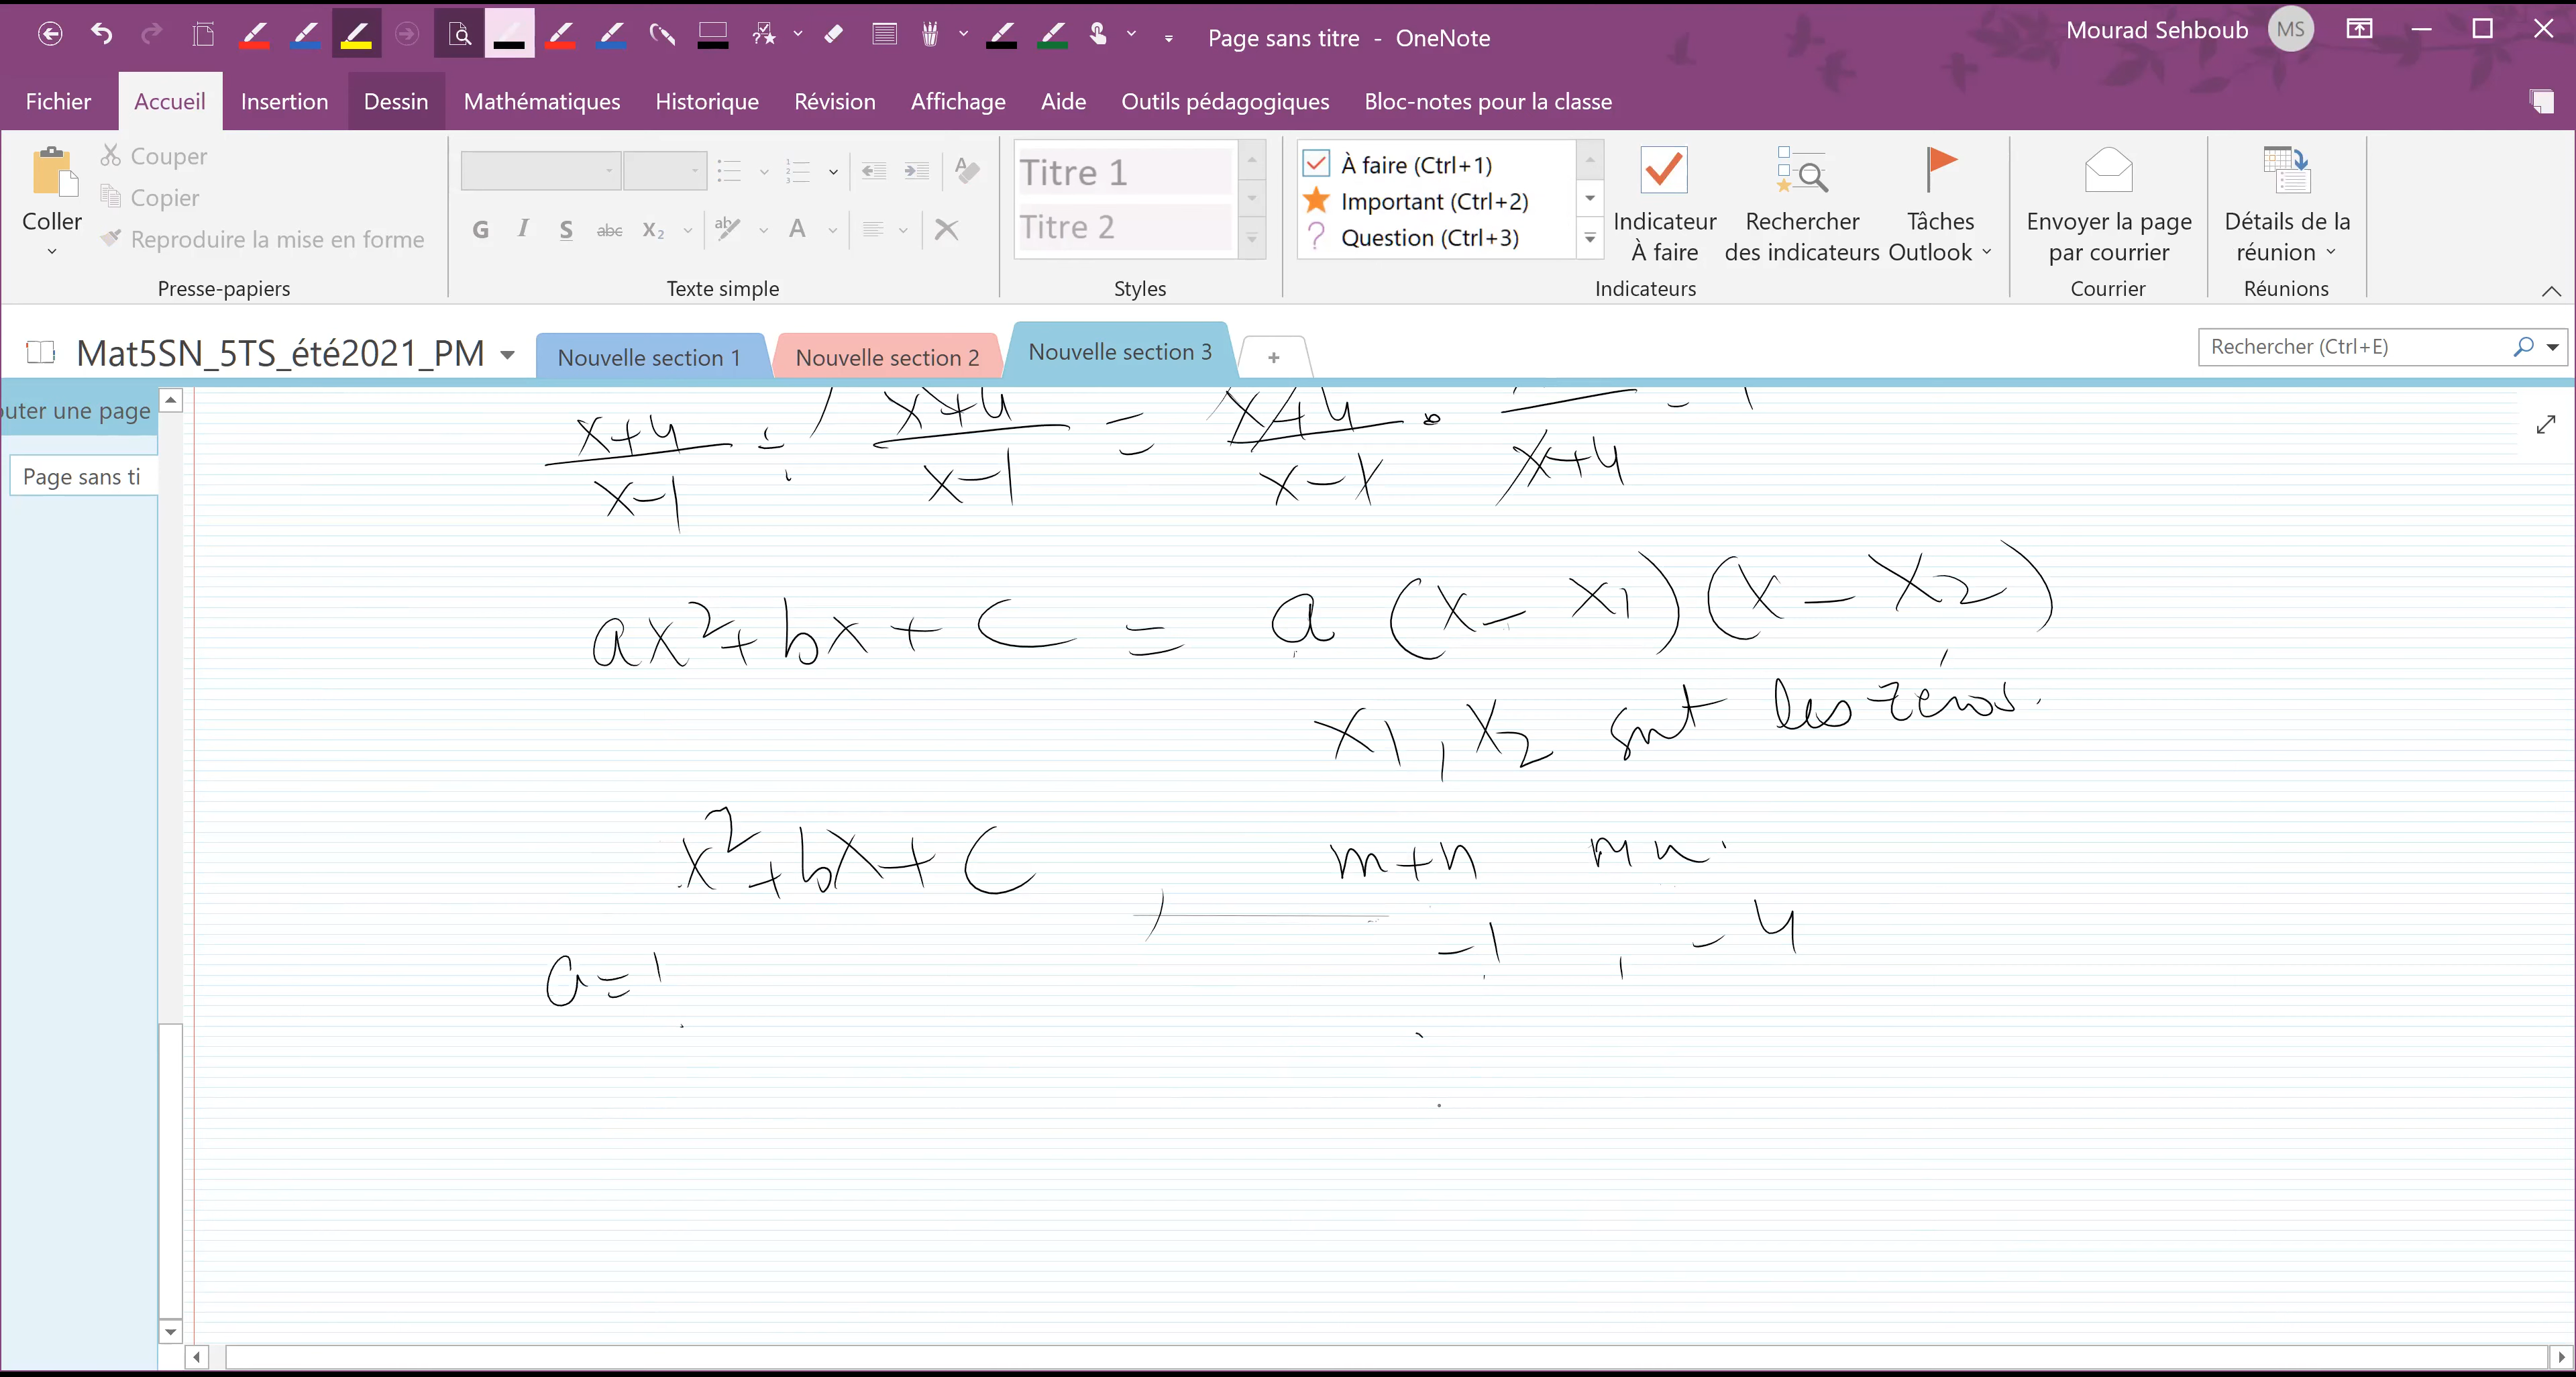 Page sans titre - OneNote
Mourad Sehboub MS
Fichier Accueil Insertion Dessin Mathématiques Historique Révision Affichage Aide Outils pédagogiques Bloc-notes pour la classe
Coller
Couper
Copier
Reproduire la mise en forme
Presse-papiers
G I S abc X₂ A
Texte simple
Titre 1
Titre 2
Styles
À faire (Ctrl+1)
Important (Ctrl+2)
Question (Ctrl+3)
Indicateur À faire
Rechercher des indicateurs
Tâches Outlook
Indicateurs
Envoyer la page par courrier
Courrier
Détails de la réunion
Réunions
Mat5SN_5TS_été2021_PM Nouvelle section 1 Nouvelle section 2 Nouvelle section 3 + Rechercher (Ctrl+E)
outer une page
Page sans ti
x+4 / x-1 ÷ x+4 / x-1 = x+4 / x-1 • / x+4 = 1
ax² + bx + c = a (x - x1)(x - x2)
x1, x2 sont les zéros.
x² + bx + c , m+n mn
a = 1 -1 , -4